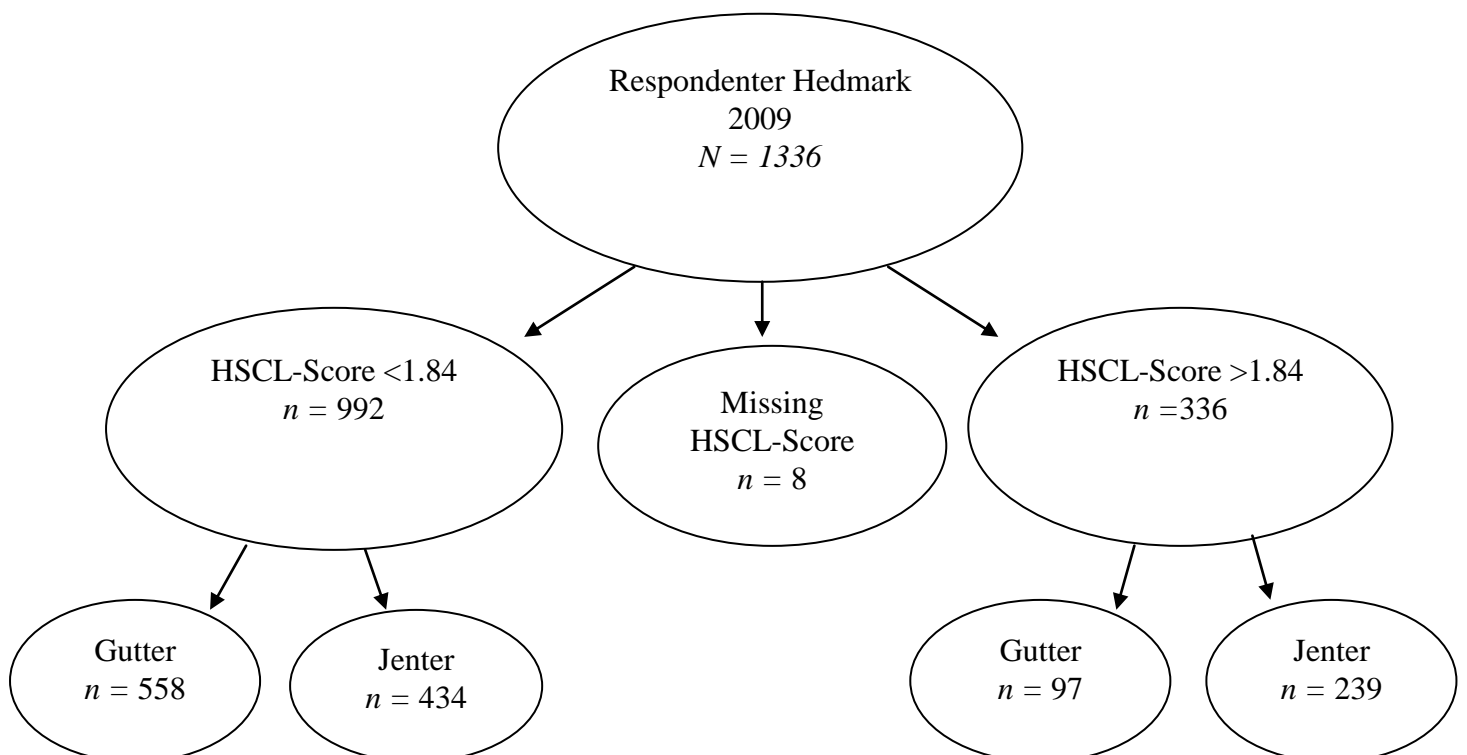 Respondenter Hedmark
2009
N = 1336
HSCL-Score <1.84
n = 992
Missing
HSCL-Score
n = 8
HSCL-Score >1.84
n =336
Gutter
n = 558
Jenter
n = 434
Gutter
n = 97
Jenter
n = 239